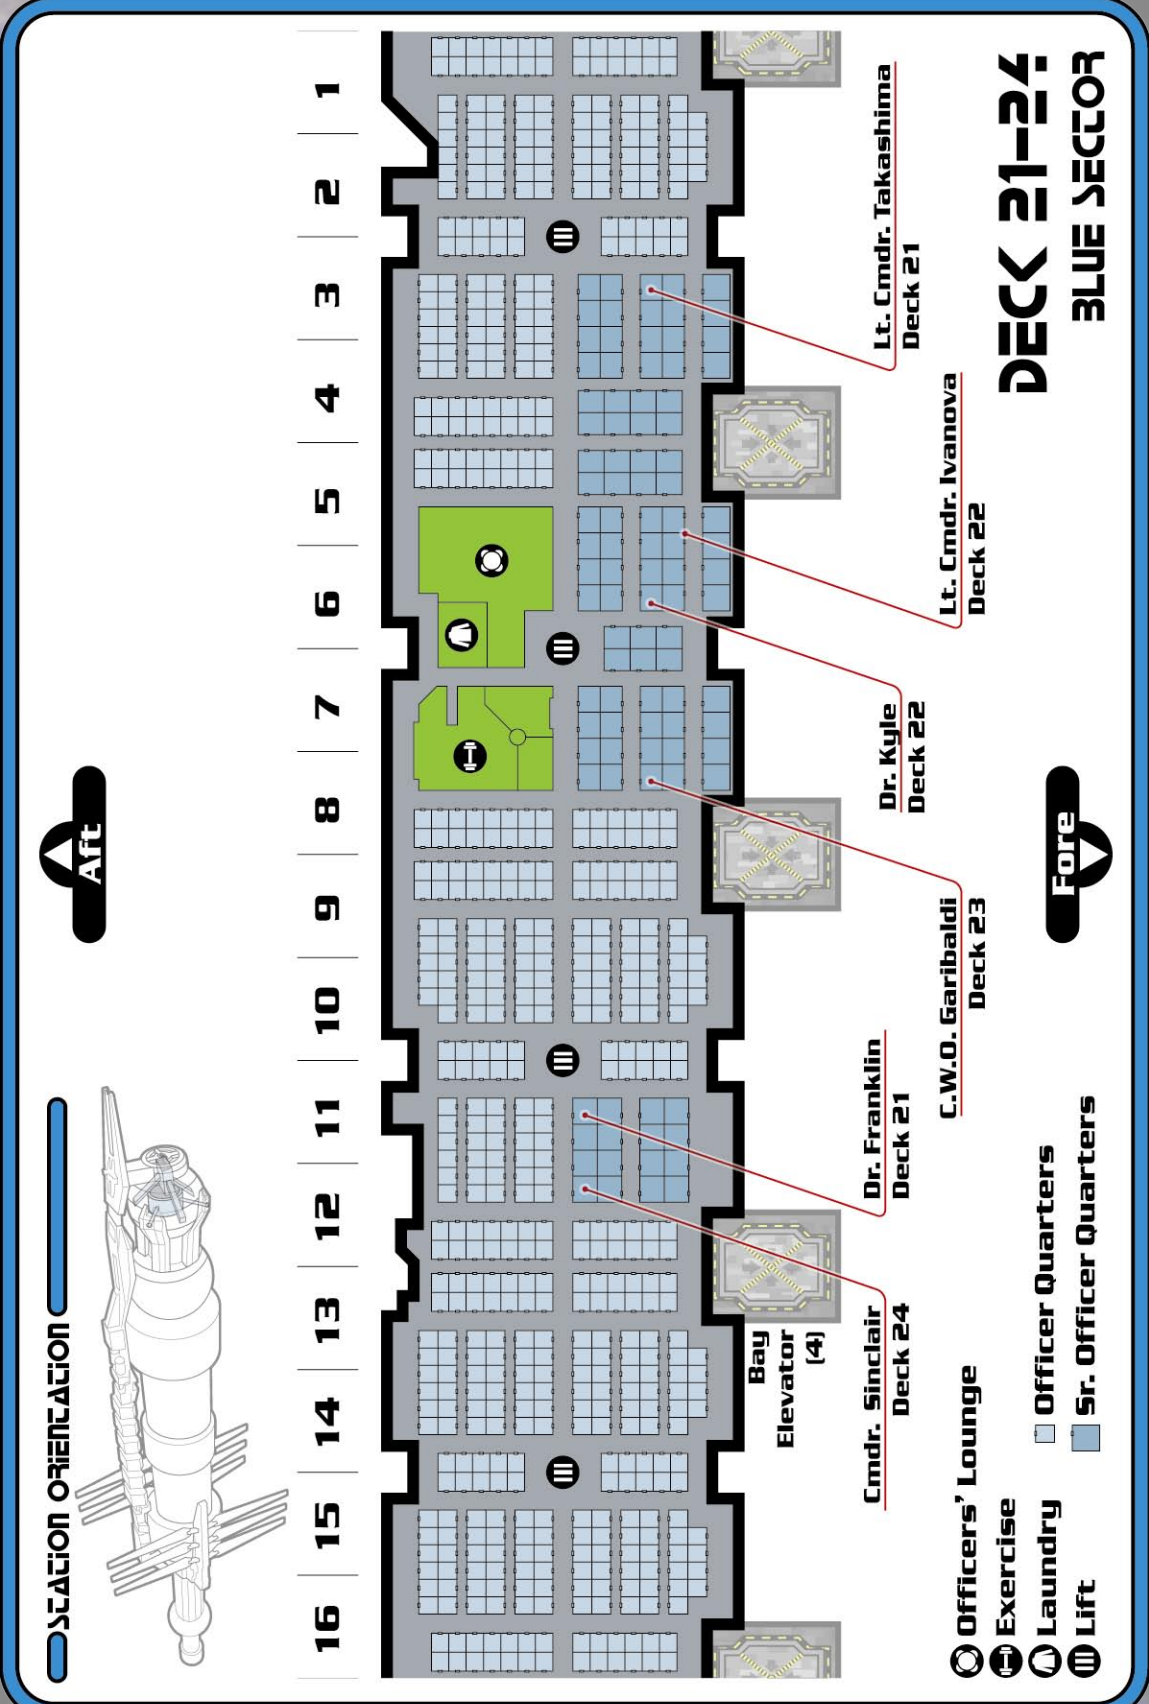 STATION ORIENTATION
Aft
16
15
14
13
12
11
10
9
8
7
6
5
4
3
2
1
Bay
Elevator
(4)
Cmdr. Sinclair
Deck 24
Dr. Franklin
Deck 21
C.W.O. Garibaldi
Deck 23
Dr. Kyle
Deck 22
Lt. Cmdr. Ivanova
Deck 22
Lt. Cmdr. Takashima
Deck 21
Officers' Lounge
Exercise
Laundry
Lift
Officer Quarters
Sr. Officer Quarters
Fore
DECK 21-24
BLUE SECTOR